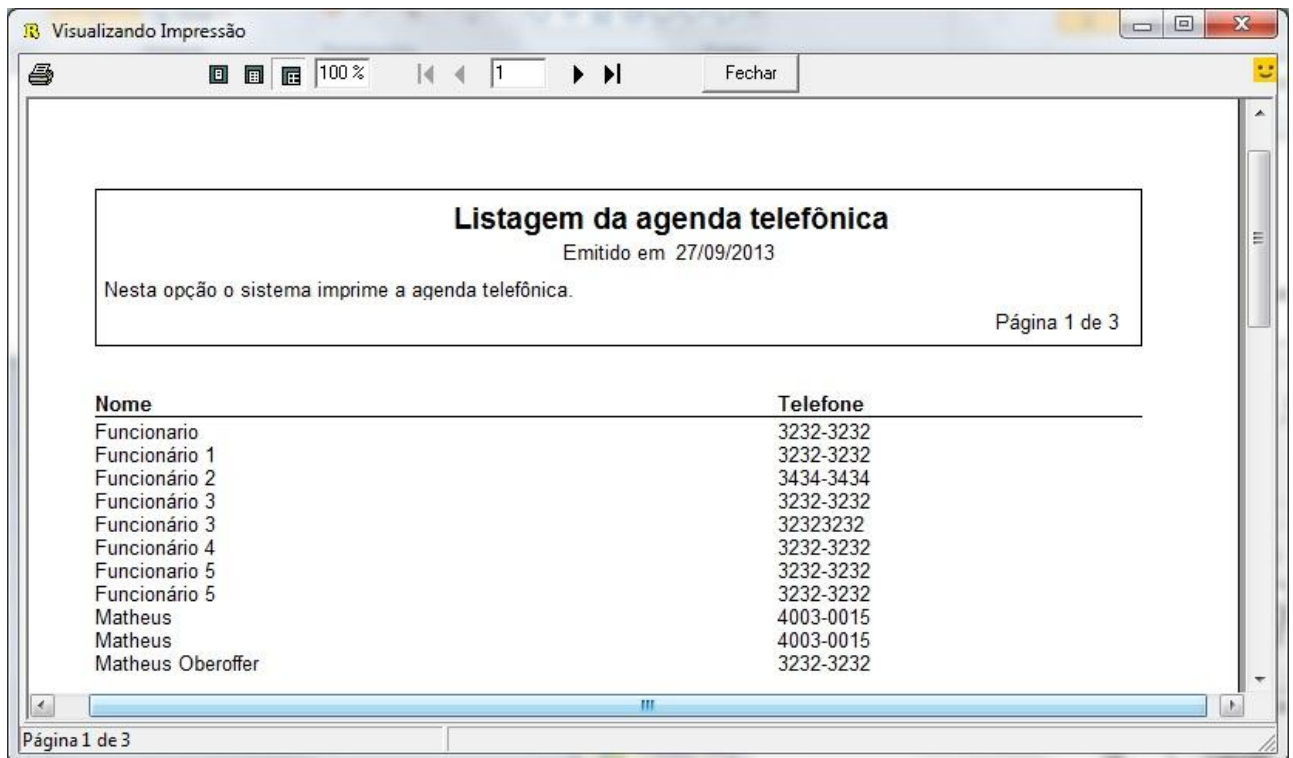 Visualizando Impressão
100 %
1
Fechar
Listagem da agenda telefônica
Emitido em 27/09/2013
Nesta opção o sistema imprime a agenda telefônica.
Página 1 de 3
Nome Telefone
Funcionario 3232-3232
Funcionário 1 3232-3232
Funcionário 2 3434-3434
Funcionário 3 3232-3232
Funcionário 3 32323232
Funcionário 4 3232-3232
Funcionario 5 3232-3232
Funcionário 5 3232-3232
Matheus 4003-0015
Matheus 4003-0015
Matheus Oberoffer 3232-3232
Página 1 de 3